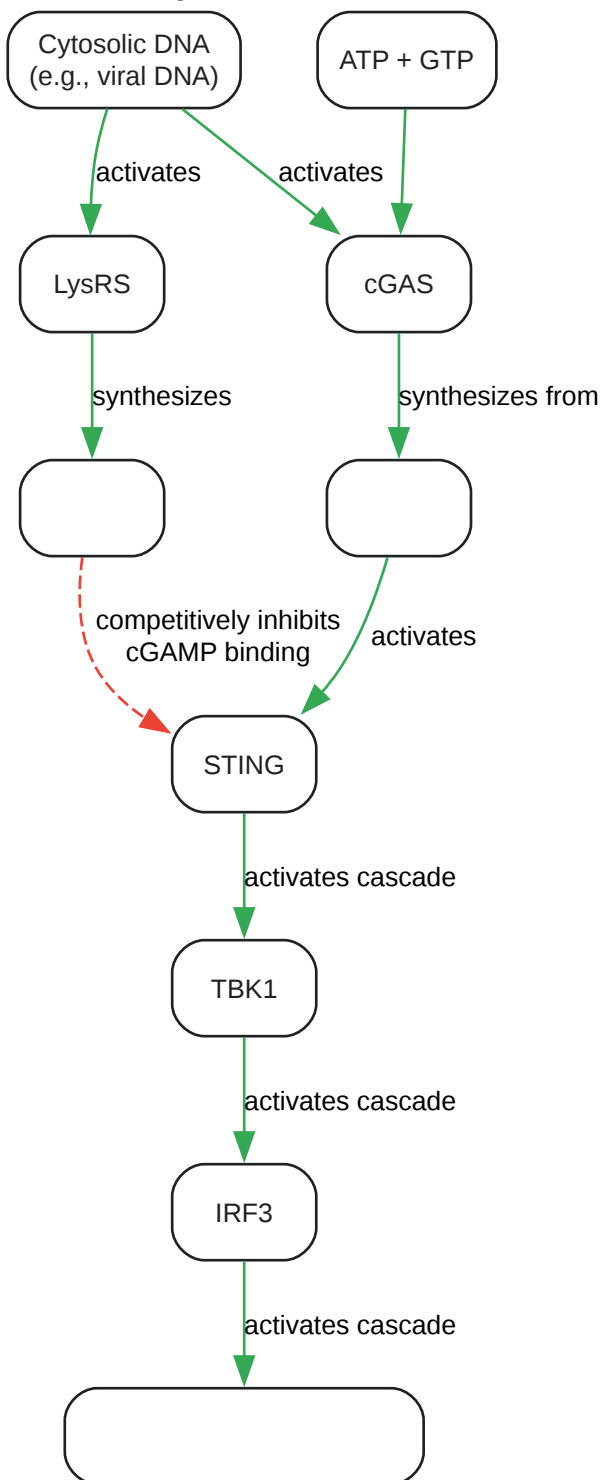 Cytosolic DNA
(e.g., viral DNA)
ATP + GTP
activates
activates
LysRS
cGAS
synthesizes
synthesizes from
competitively inhibits
cGAMP binding
activates
STING
activates cascade
TBK1
activates cascade
IRF3
activates cascade